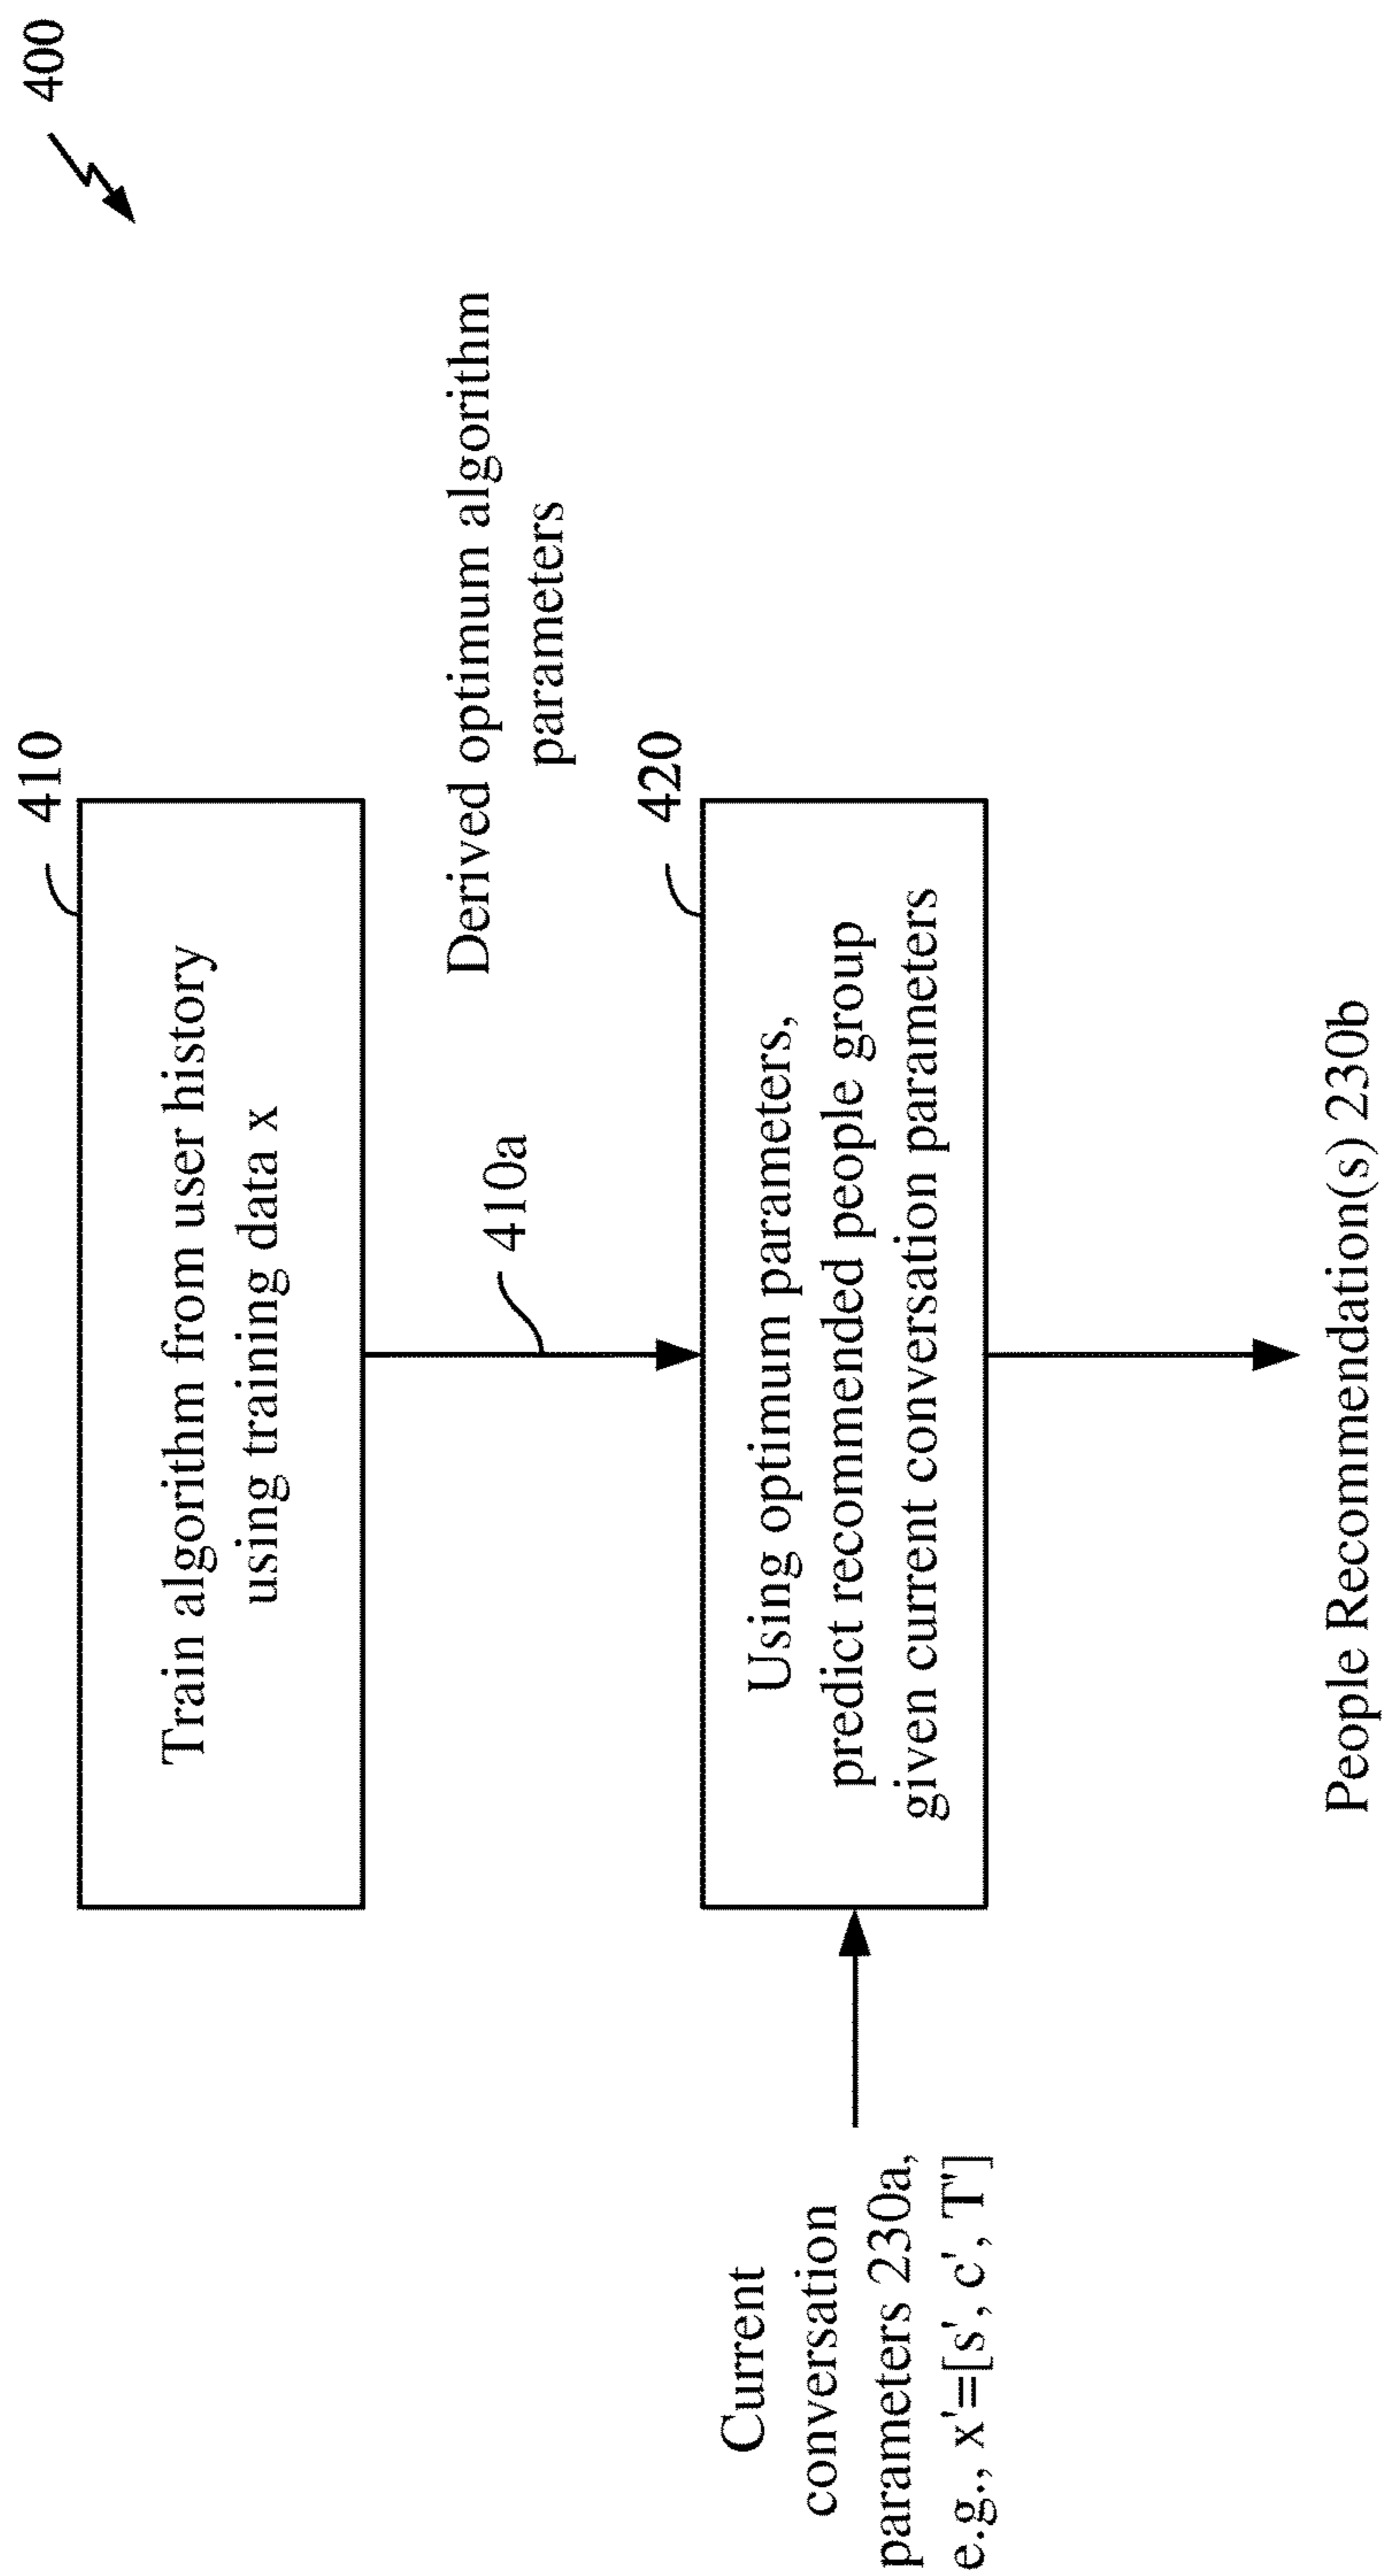 400
410
Train algorithm from user history
using training data x
410a
Derived optimum algorithm
parameters
420
Using optimum parameters,
predict recommended people group
given current conversation parameters
Current
conversation
parameters 230a,
e.g., x'=[s', c', T']
People Recommendation(s) 230b